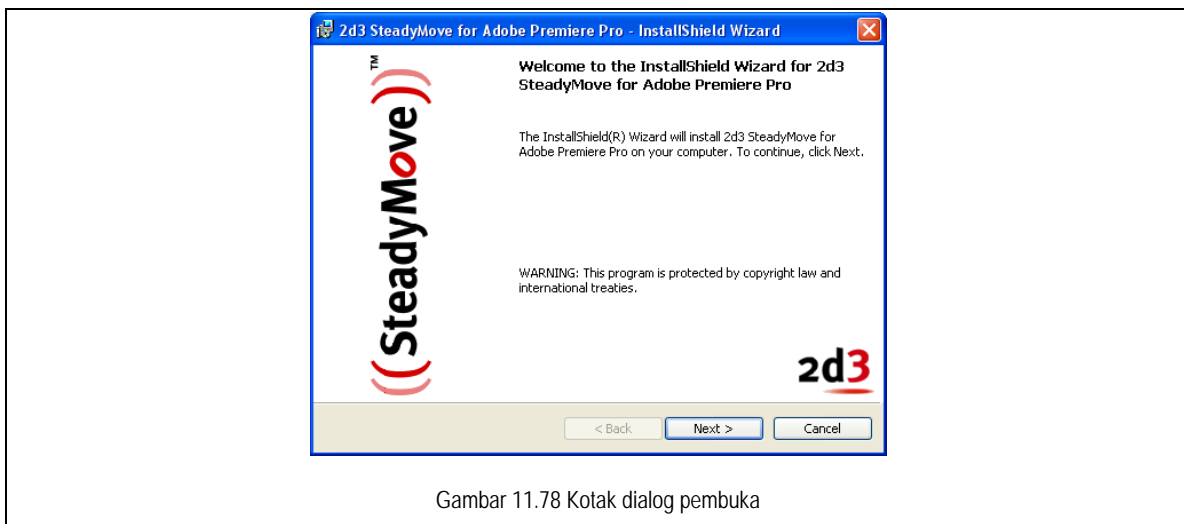 2d3 SteadyMove for Adobe Premiere Pro - InstallShield Wizard
((SteadyMove))™
Welcome to the InstallShield Wizard for 2d3
SteadyMove for Adobe Premiere Pro
The InstallShield(R) Wizard will install 2d3 SteadyMove for
Adobe Premiere Pro on your computer. To continue, click Next.
WARNING: This program is protected by copyright law and
international treaties.
2d3
< Back
Next >
Cancel
Gambar 11.78 Kotak dialog pembuka